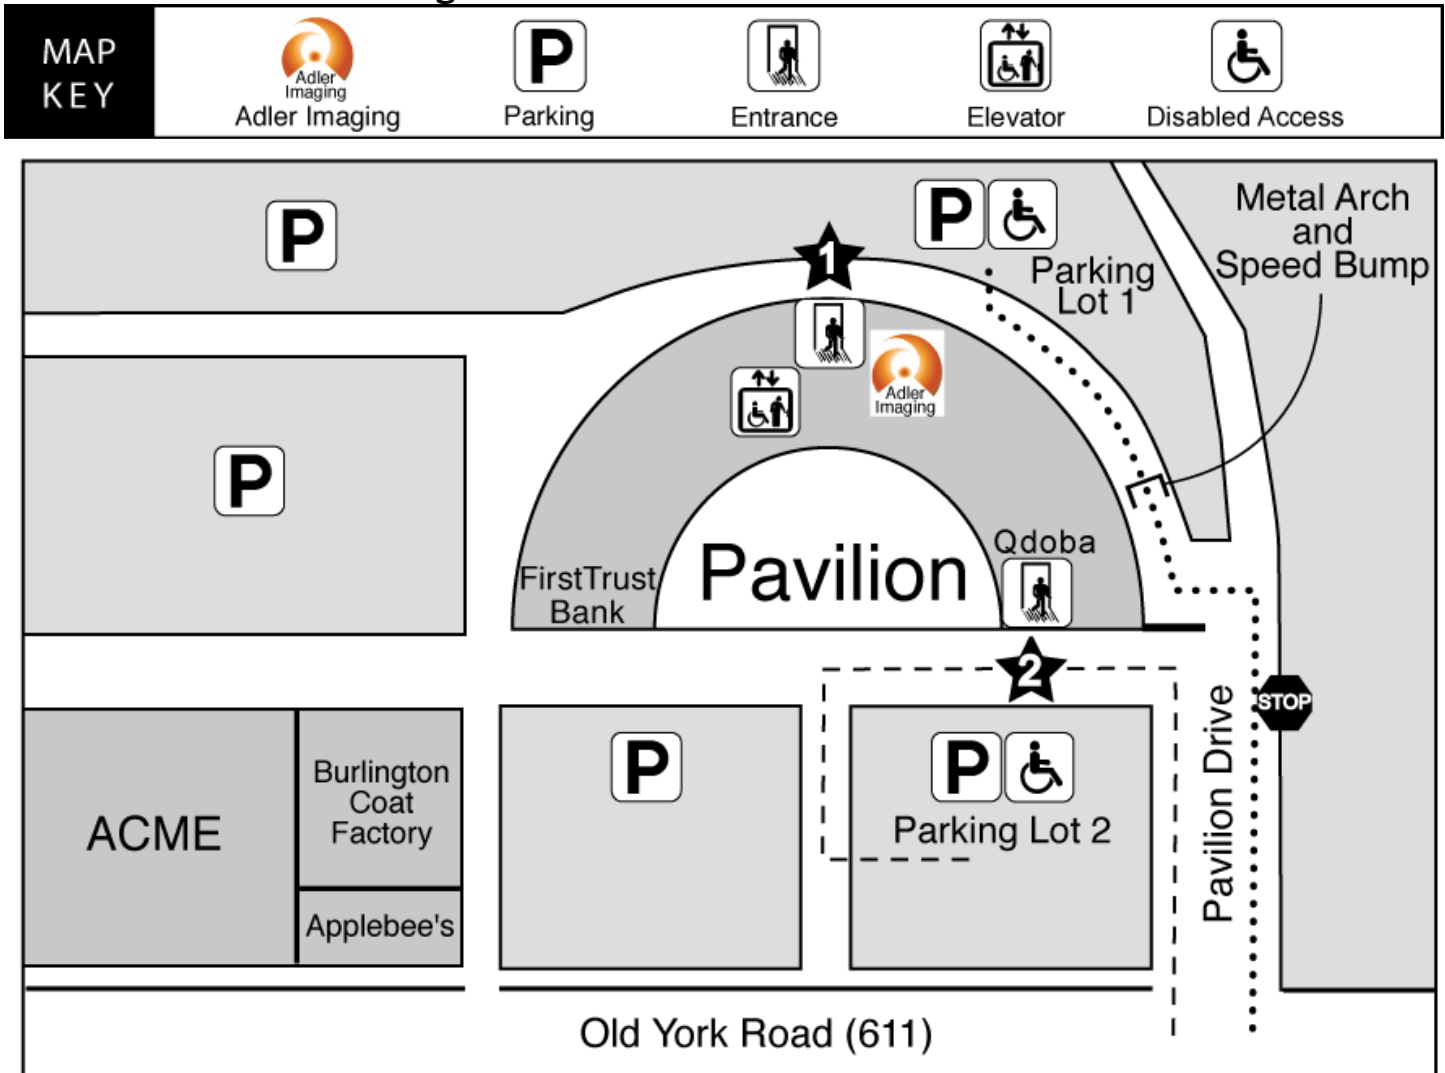 MAP
KEY
Adler
Imaging
Adler Imaging
P
Parking
Entrance
Elevator
Disabled Access
P
P
Metal Arch
and
Speed Bump
1
Parking
Lot 1
Adler
Imaging
P
Pavilion
Qdoba
FirstTrust
Bank
2
STOP
Pavilion Drive
P
P
Burlington
Coat
Factory
ACME
Parking Lot 2
Applebee's
Old York Road (611)